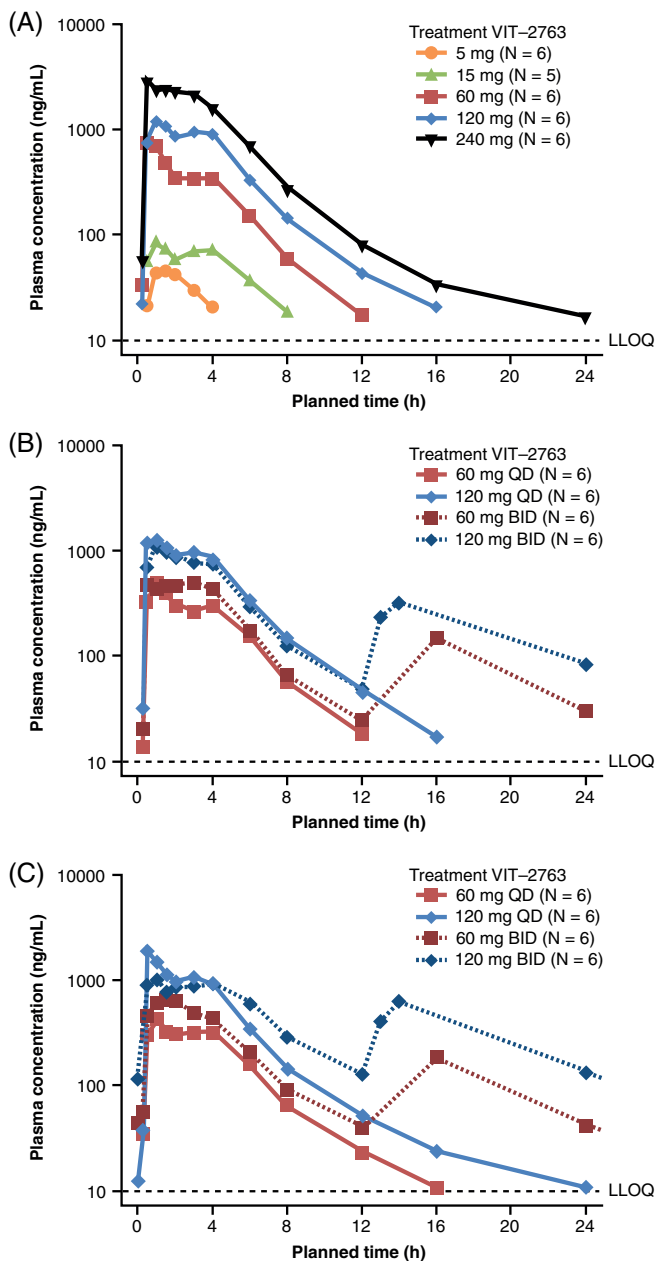 (A)
Treatment VIT–2763
5 mg (N = 6)
15 mg (N = 5)
60 mg (N = 6)
120 mg (N = 6)
240 mg (N = 6)
Plasma concentration (ng/mL)
10000
1000
100
10
LLOQ
0 4 8 12 16 20 24
Planned time (h)
(B)
Treatment VIT–2763
60 mg QD (N = 6)
120 mg QD (N = 6)
60 mg BID (N = 6)
120 mg BID (N = 6)
Plasma concentration (ng/mL)
10000
1000
100
10
LLOQ
0 4 8 12 16 20 24
Planned time (h)
(C)
Treatment VIT–2763
60 mg QD (N = 6)
120 mg QD (N = 6)
60 mg BID (N = 6)
120 mg BID (N = 6)
Plasma concentration (ng/mL)
10000
1000
100
10
LLOQ
0 4 8 12 16 20 24
Planned time (h)